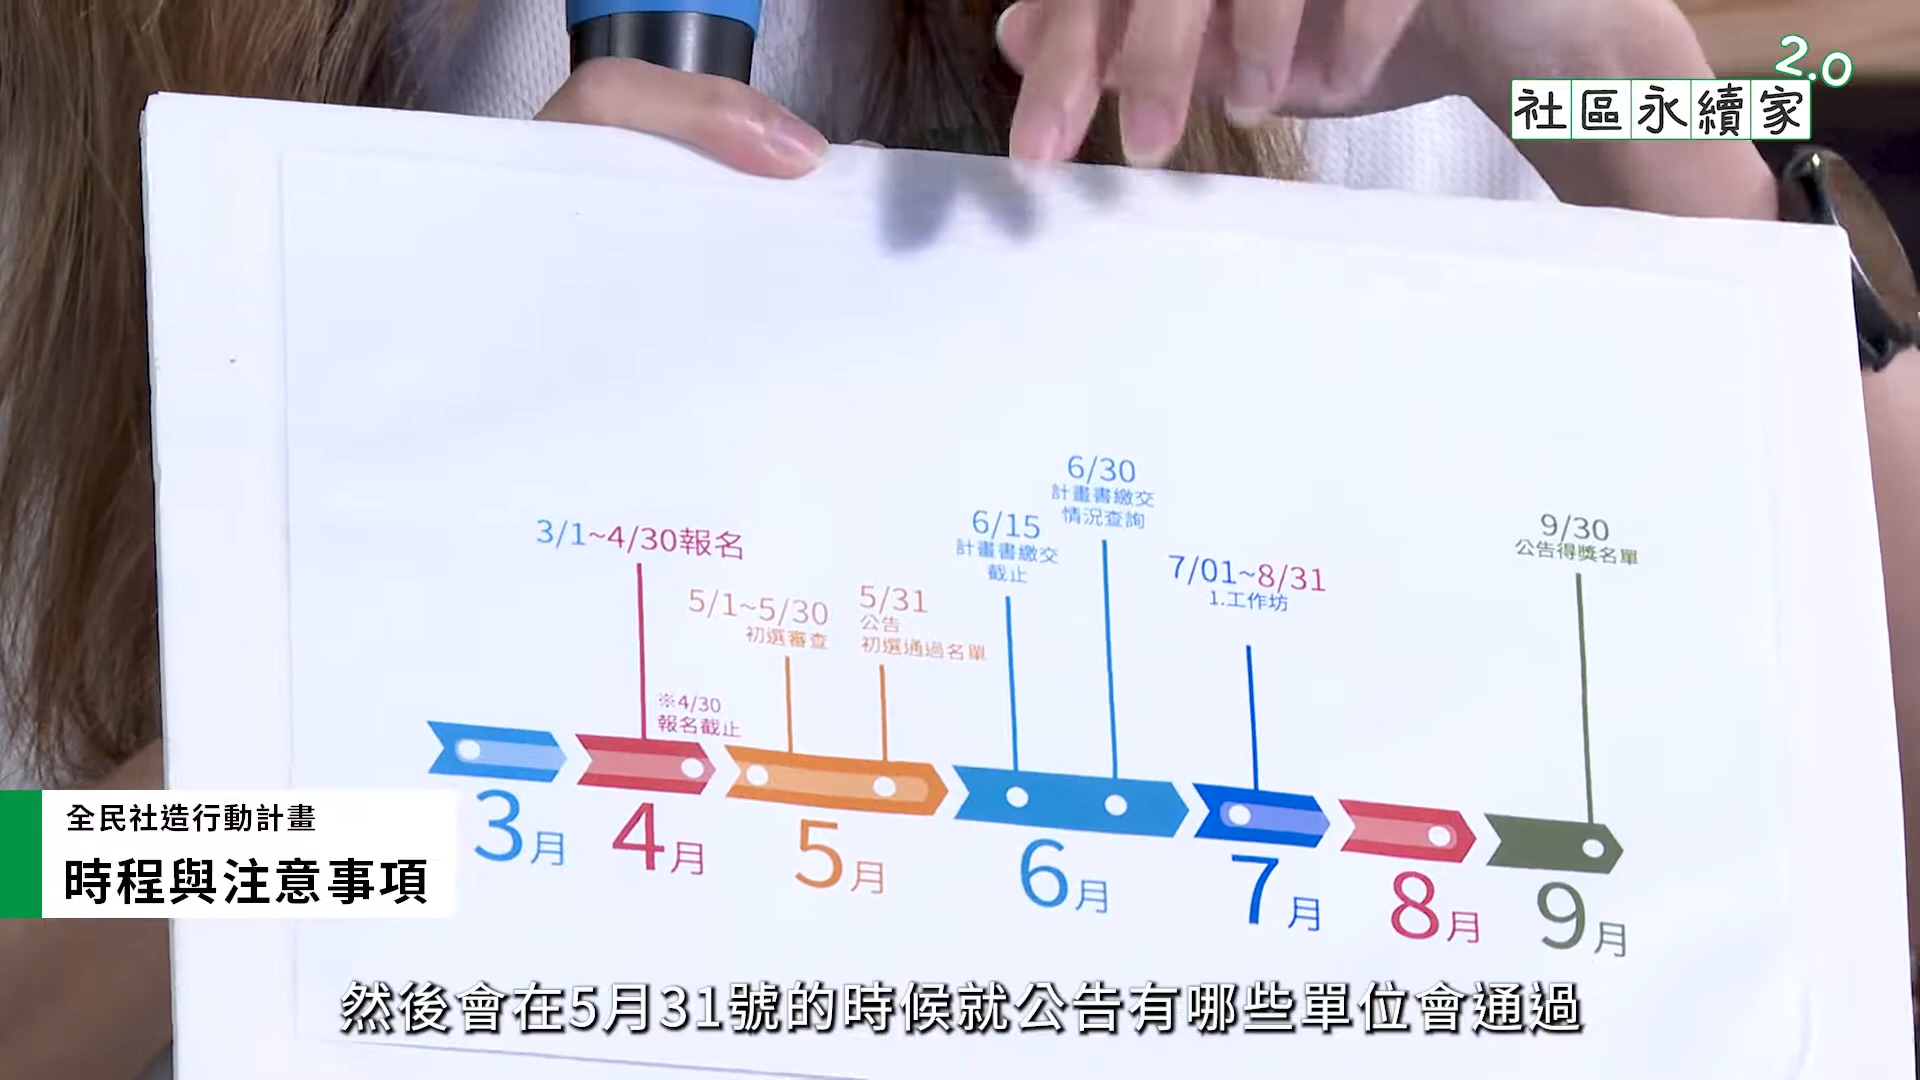 2.0
社區永續家
6/30
計畫書繳交
情況查詢
3/1~4/30報名
6/15
計畫書繳交
截止
9/30
公告得獎名單
7/01~8/31
1.工作坊
5/1~5/30
初選審查
5/31
公告
初選通過名單
※4/30
報名截止
3月
4月
5月
6月
7月
8月
9月
全民社造行動計畫
時程與注意事項
然後會在5月31號的時候就公告有哪些單位會通過